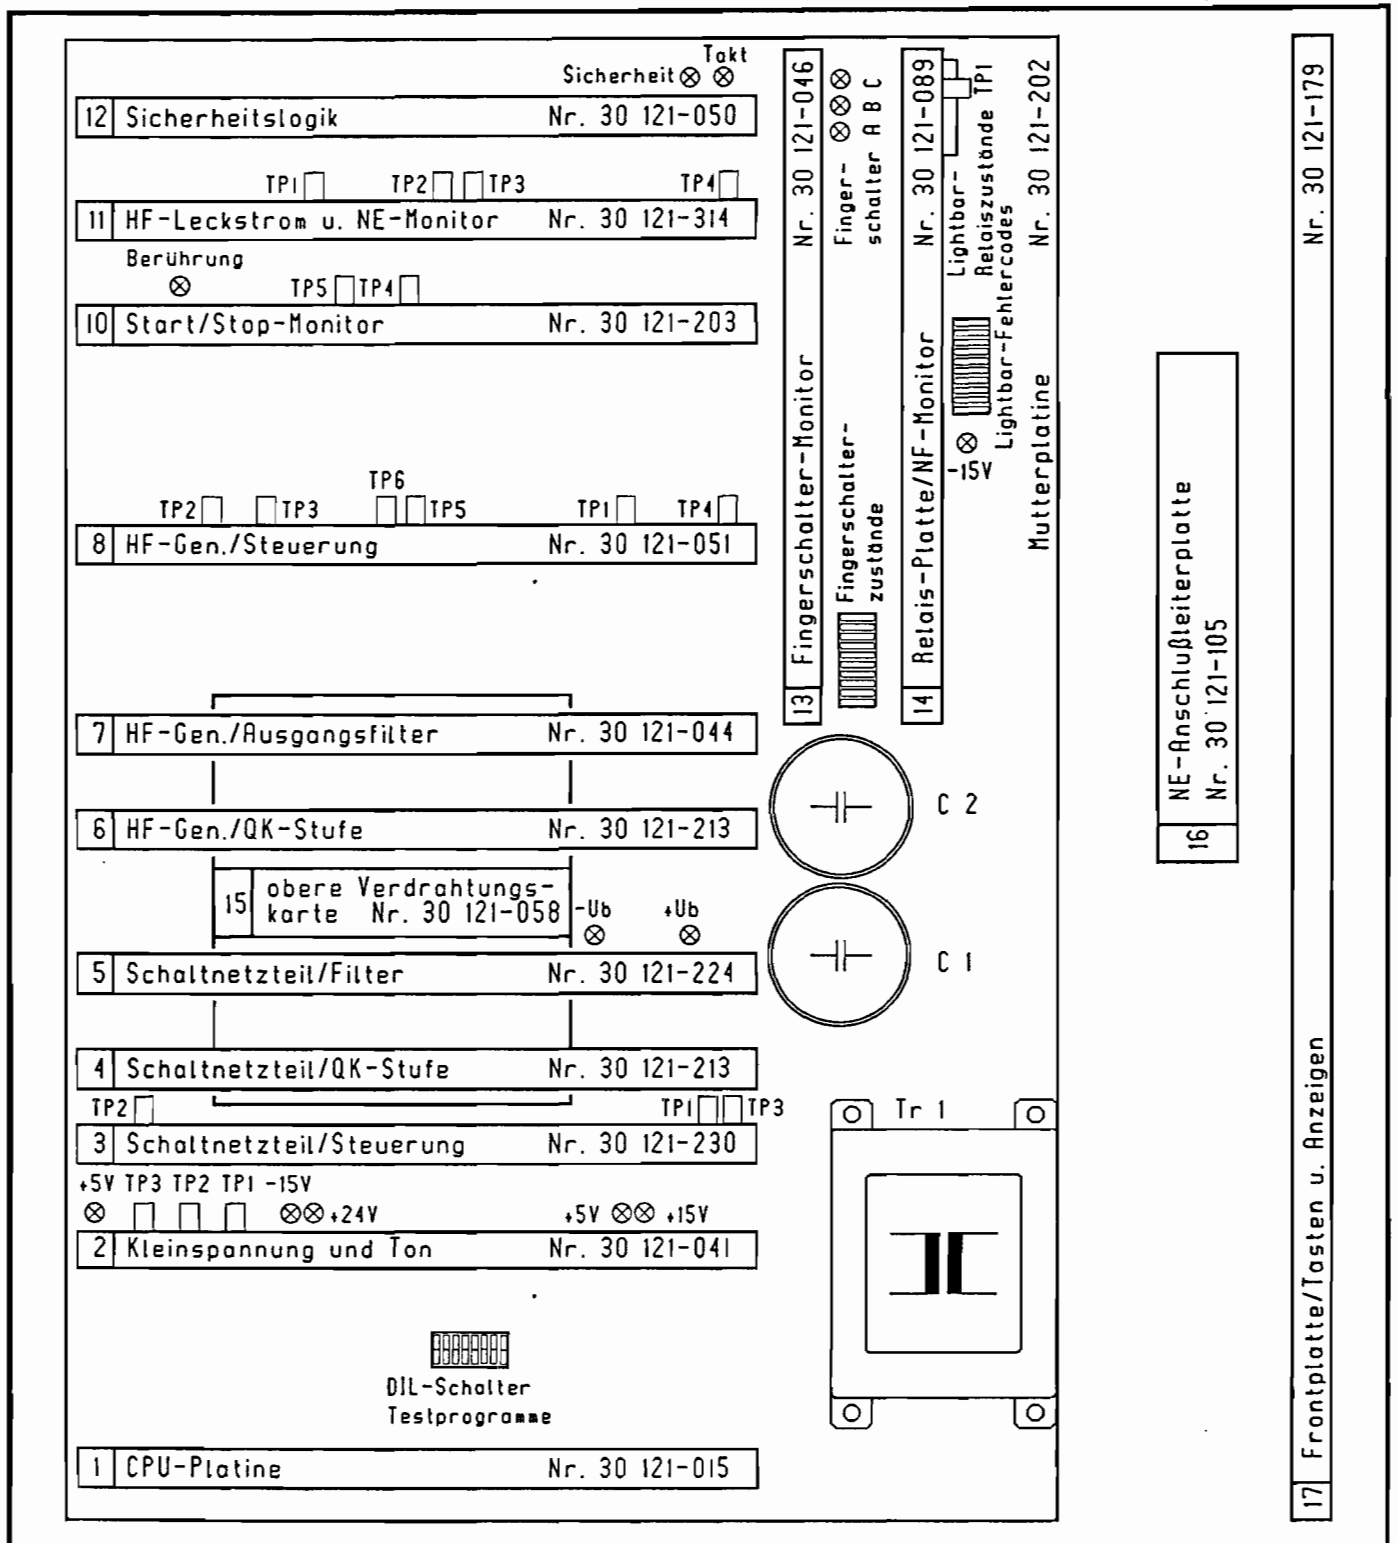 Takt
Sicherheit
12 Sicherheitslogik Nr. 30 121-050
TP1 TP2 TP3 TP4
11 HF-Leckstrom u. NE-Monitor Nr. 30 121-314
Berührung
TP5 TP4
10 Start/Stop-Monitor Nr. 30 121-203
TP6
TP2 TP3 TP5 TP1 TP4
8 HF-Gen./Steuerung Nr. 30 121-051
7 HF-Gen./Ausgangsfilter Nr. 30 121-044
6 HF-Gen./QK-Stufe Nr. 30 121-213
15 obere Verdrahtungs-
karte Nr. 30 121-058
-Ub +Ub
5 Schaltnetzteil/Filter Nr. 30 121-224
4 Schaltnetzteil/QK-Stufe Nr. 30 121-213
TP2 TP1 TP3
3 Schaltnetzteil/Steuerung Nr. 30 121-230
+5V TP3 TP2 TP1 -15V
+24V +5V +15V
2 Kleinspannung und Ton Nr. 30 121-041
DIL-Schalter
Testprogramme
1 CPU-Platine Nr. 30 121-015
13 Fingerschalter-Monitor Nr. 30 121-046
Finger-
schalter A B C
Fingerschalter-
zustände
14 Relais-Platte/NF-Monitor Nr. 30 121-089
Lightbar-
Relaiszustände TP1
Lightbar-Fehlercodes
-15V
Mutterplatine Nr. 30 121-202
C 2
C 1
Tr 1
16 NE-Anschlußleiterplatte
Nr. 30 121-105
17 Frontplatte/Tasten u. Anzeigen Nr. 30 121-179